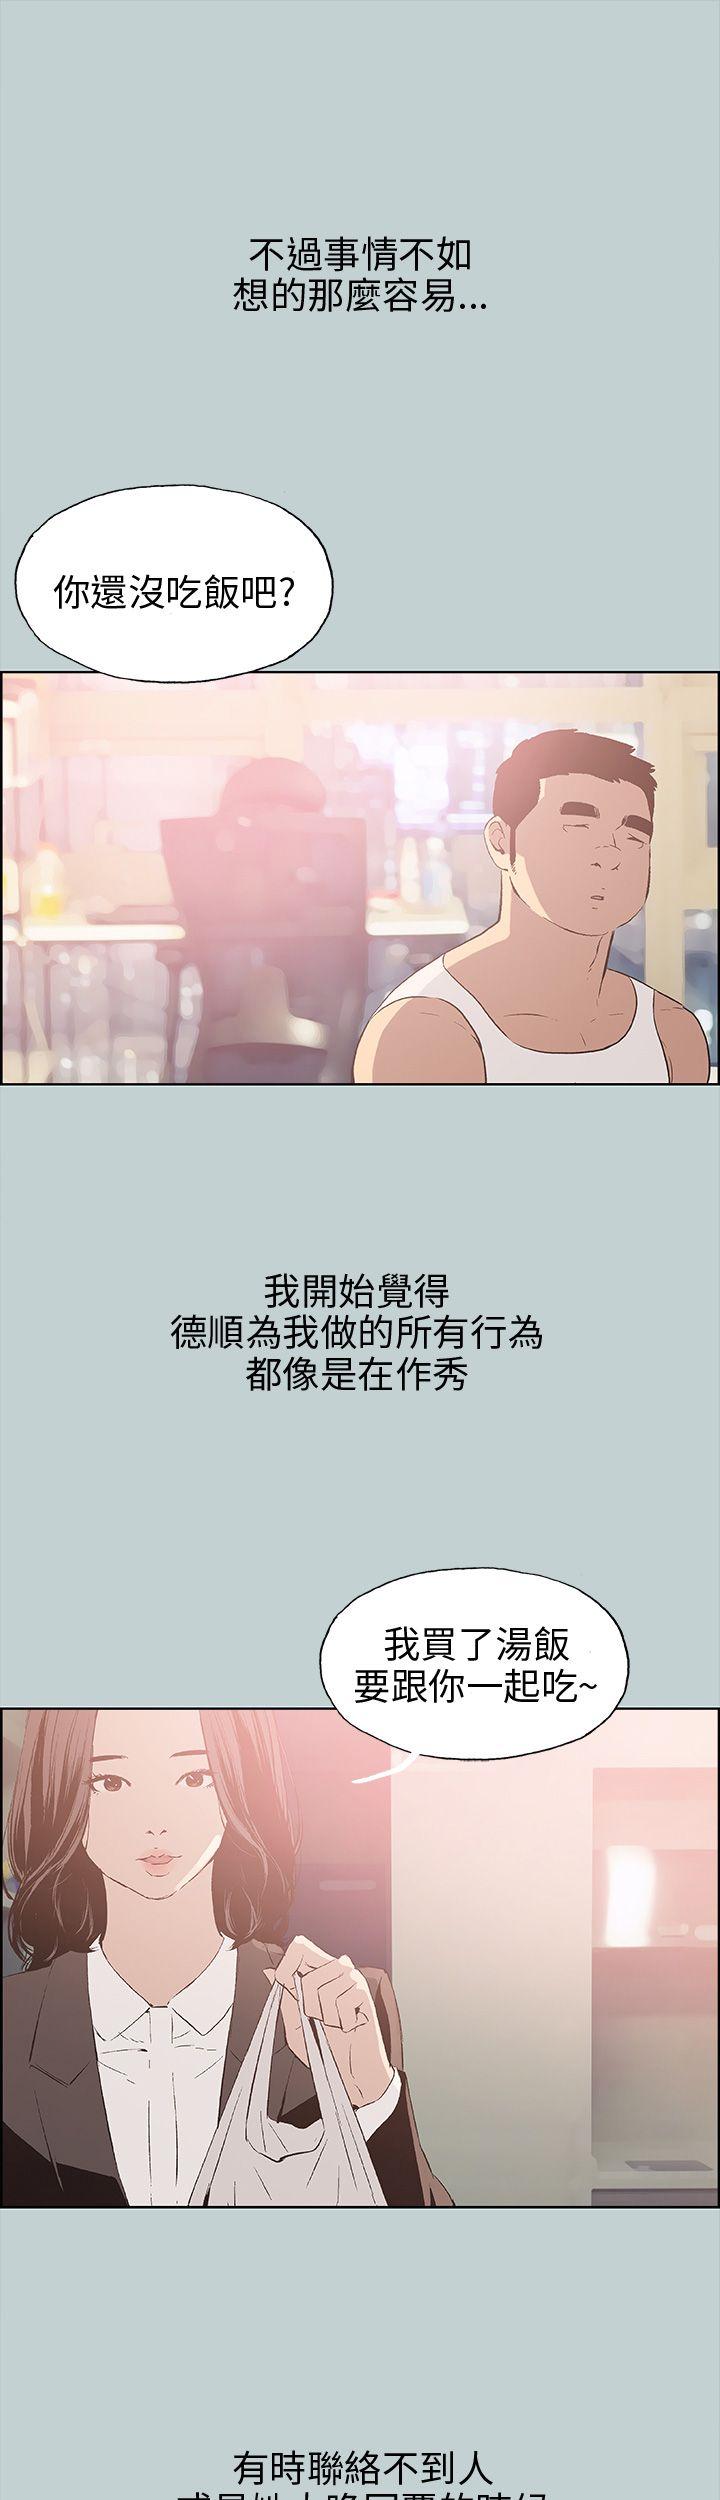 不過事情不如
想的那麼容易...
你還沒吃飯吧?
我開始覺得
德順為我做的所有行為
都像是在作秀
我買了湯飯
要跟你一起吃~
有時聯絡不到人